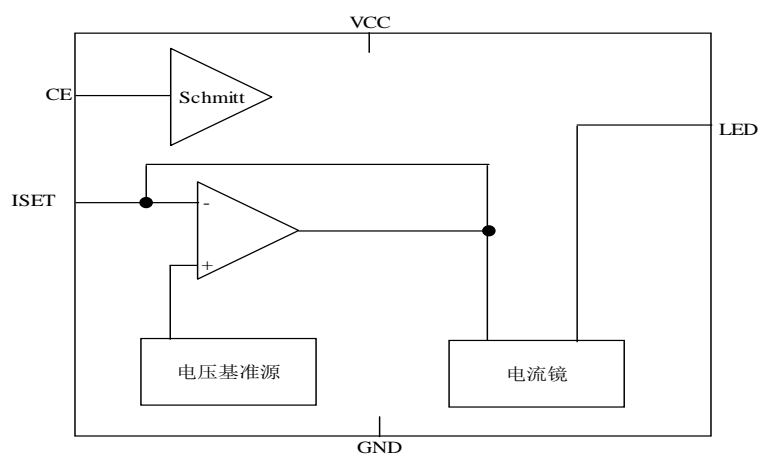 VCC
CE
Schmitt
LED
ISET
-
+
电压基准源
电流镜
GND